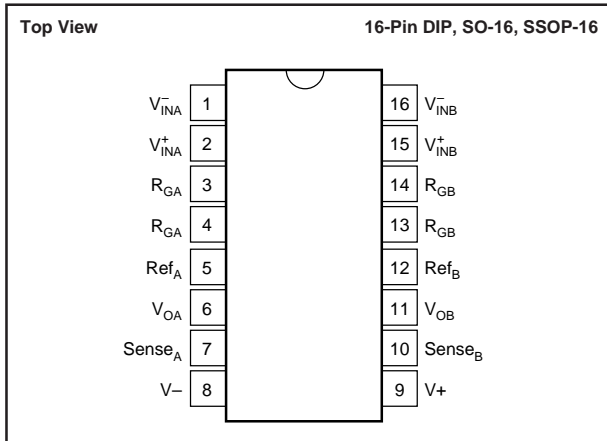 Top View 16-Pin DIP, SO-16, SSOP-16
V⁻INA 1 16 V⁻INB
V⁺INA 2 15 V⁺INB
RGA 3 14 RGB
RGA 4 13 RGB
RefA 5 12 RefB
VOA 6 11 VOB
SenseA 7 10 SenseB
V– 8 9 V+